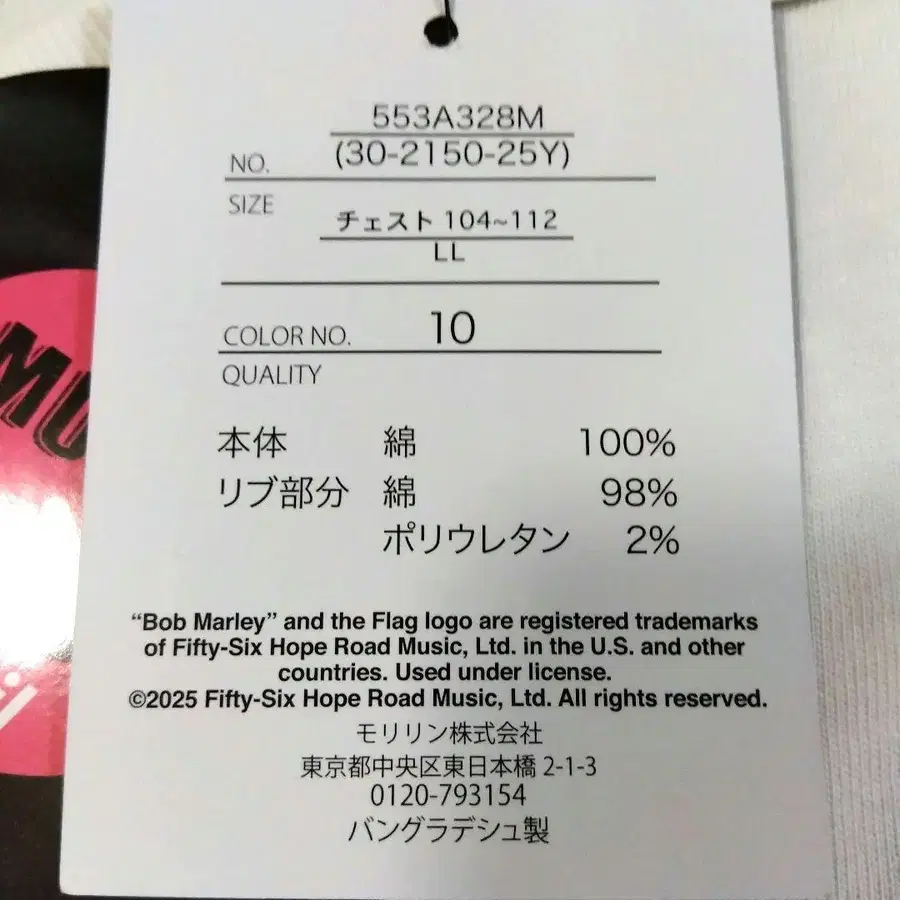 553A328M
NO. (30-2150-25Y)
SIZE
チェスト 104~112
LL
COLOR NO. 10
QUALITY
本体 綿 100%
リブ部分 綿 98%
ポリウレタン 2%
“Bob Marley” and the Flag logo are registered trademarks
of Fifty-Six Hope Road Music, Ltd. in the U.S. and other
countries. Used under license.
©2025 Fifty-Six Hope Road Music, Ltd. All rights reserved.
モリリン株式会社
東京都中央区東日本橋 2-1-3
0120-793154
バングラデシュ製
MU